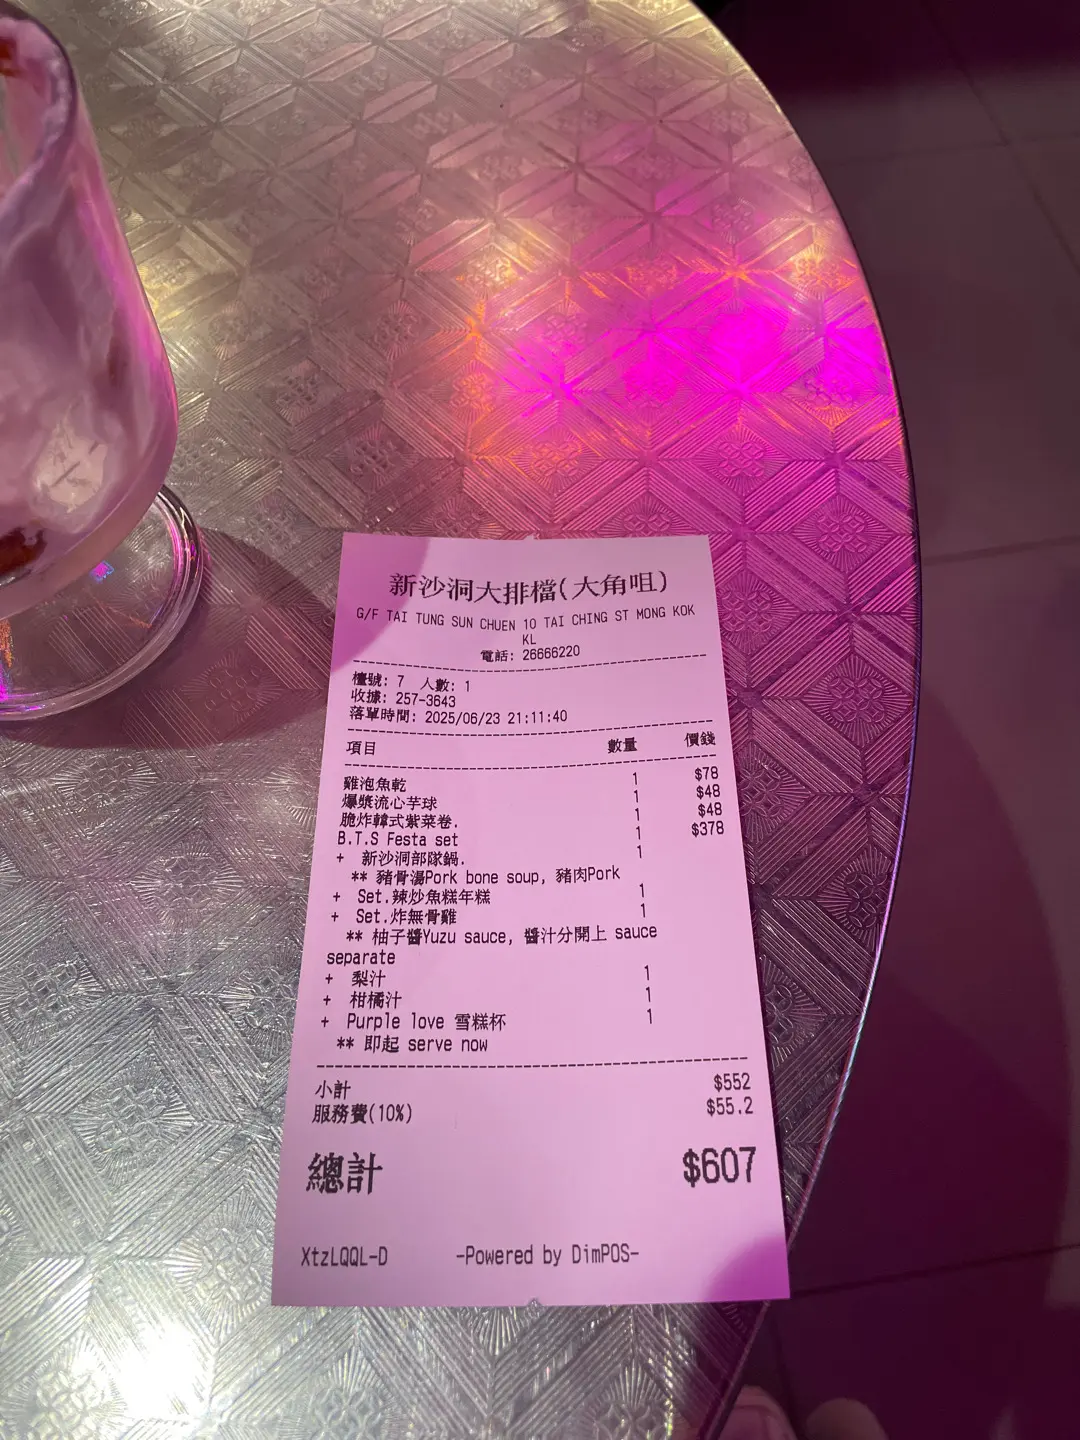 新沙洞大排檔(大角咀)
G/F TAI TUNG SUN CHUEN 10 TAI CHING ST MONG KOK
KL
電話: 26666220
檯號: 7 人數: 1
收據: 257-3643
落單時間: 2025/06/23 21:11:40
項目 數量 價錢
雞泡魚乾 1 $78
爆漿流心芋球 1 $48
脆炸韓式紫菜卷. 1 $48
B.T.S Festa set 1 $378
+ 新沙洞部隊鍋. 1
** 豬骨湯Pork bone soup, 豬肉Pork
+ Set.辣炒魚糕年糕 1
+ Set.炸無骨雞 1
** 柚子醬Yuzu sauce, 醬汁分開上 sauce
separate
+ 梨汁 1
+ 柑橘汁 1
+ Purple love 雪糕杯 1
** 即起 serve now
小計 $552
服務費(10%) $55.2
總計 $607
XtzLQQL-D -Powered by DimPOS-